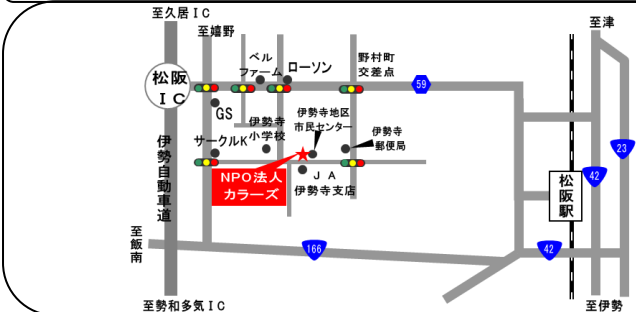 至久居ＩＣ
至嬉野
至津
ベル
ファーム
ローソン
野村町
交差点
松阪
ＩＣ
59
GS
伊勢寺
小学校
伊勢寺地区
市民センター
伊勢寺
郵便局
サークルK
23
伊勢自動車道
NPO法人
カラーズ
ＪＡ
伊勢寺支店
42
松阪駅
至飯南
166
42
至勢和多気ＩＣ
至伊勢